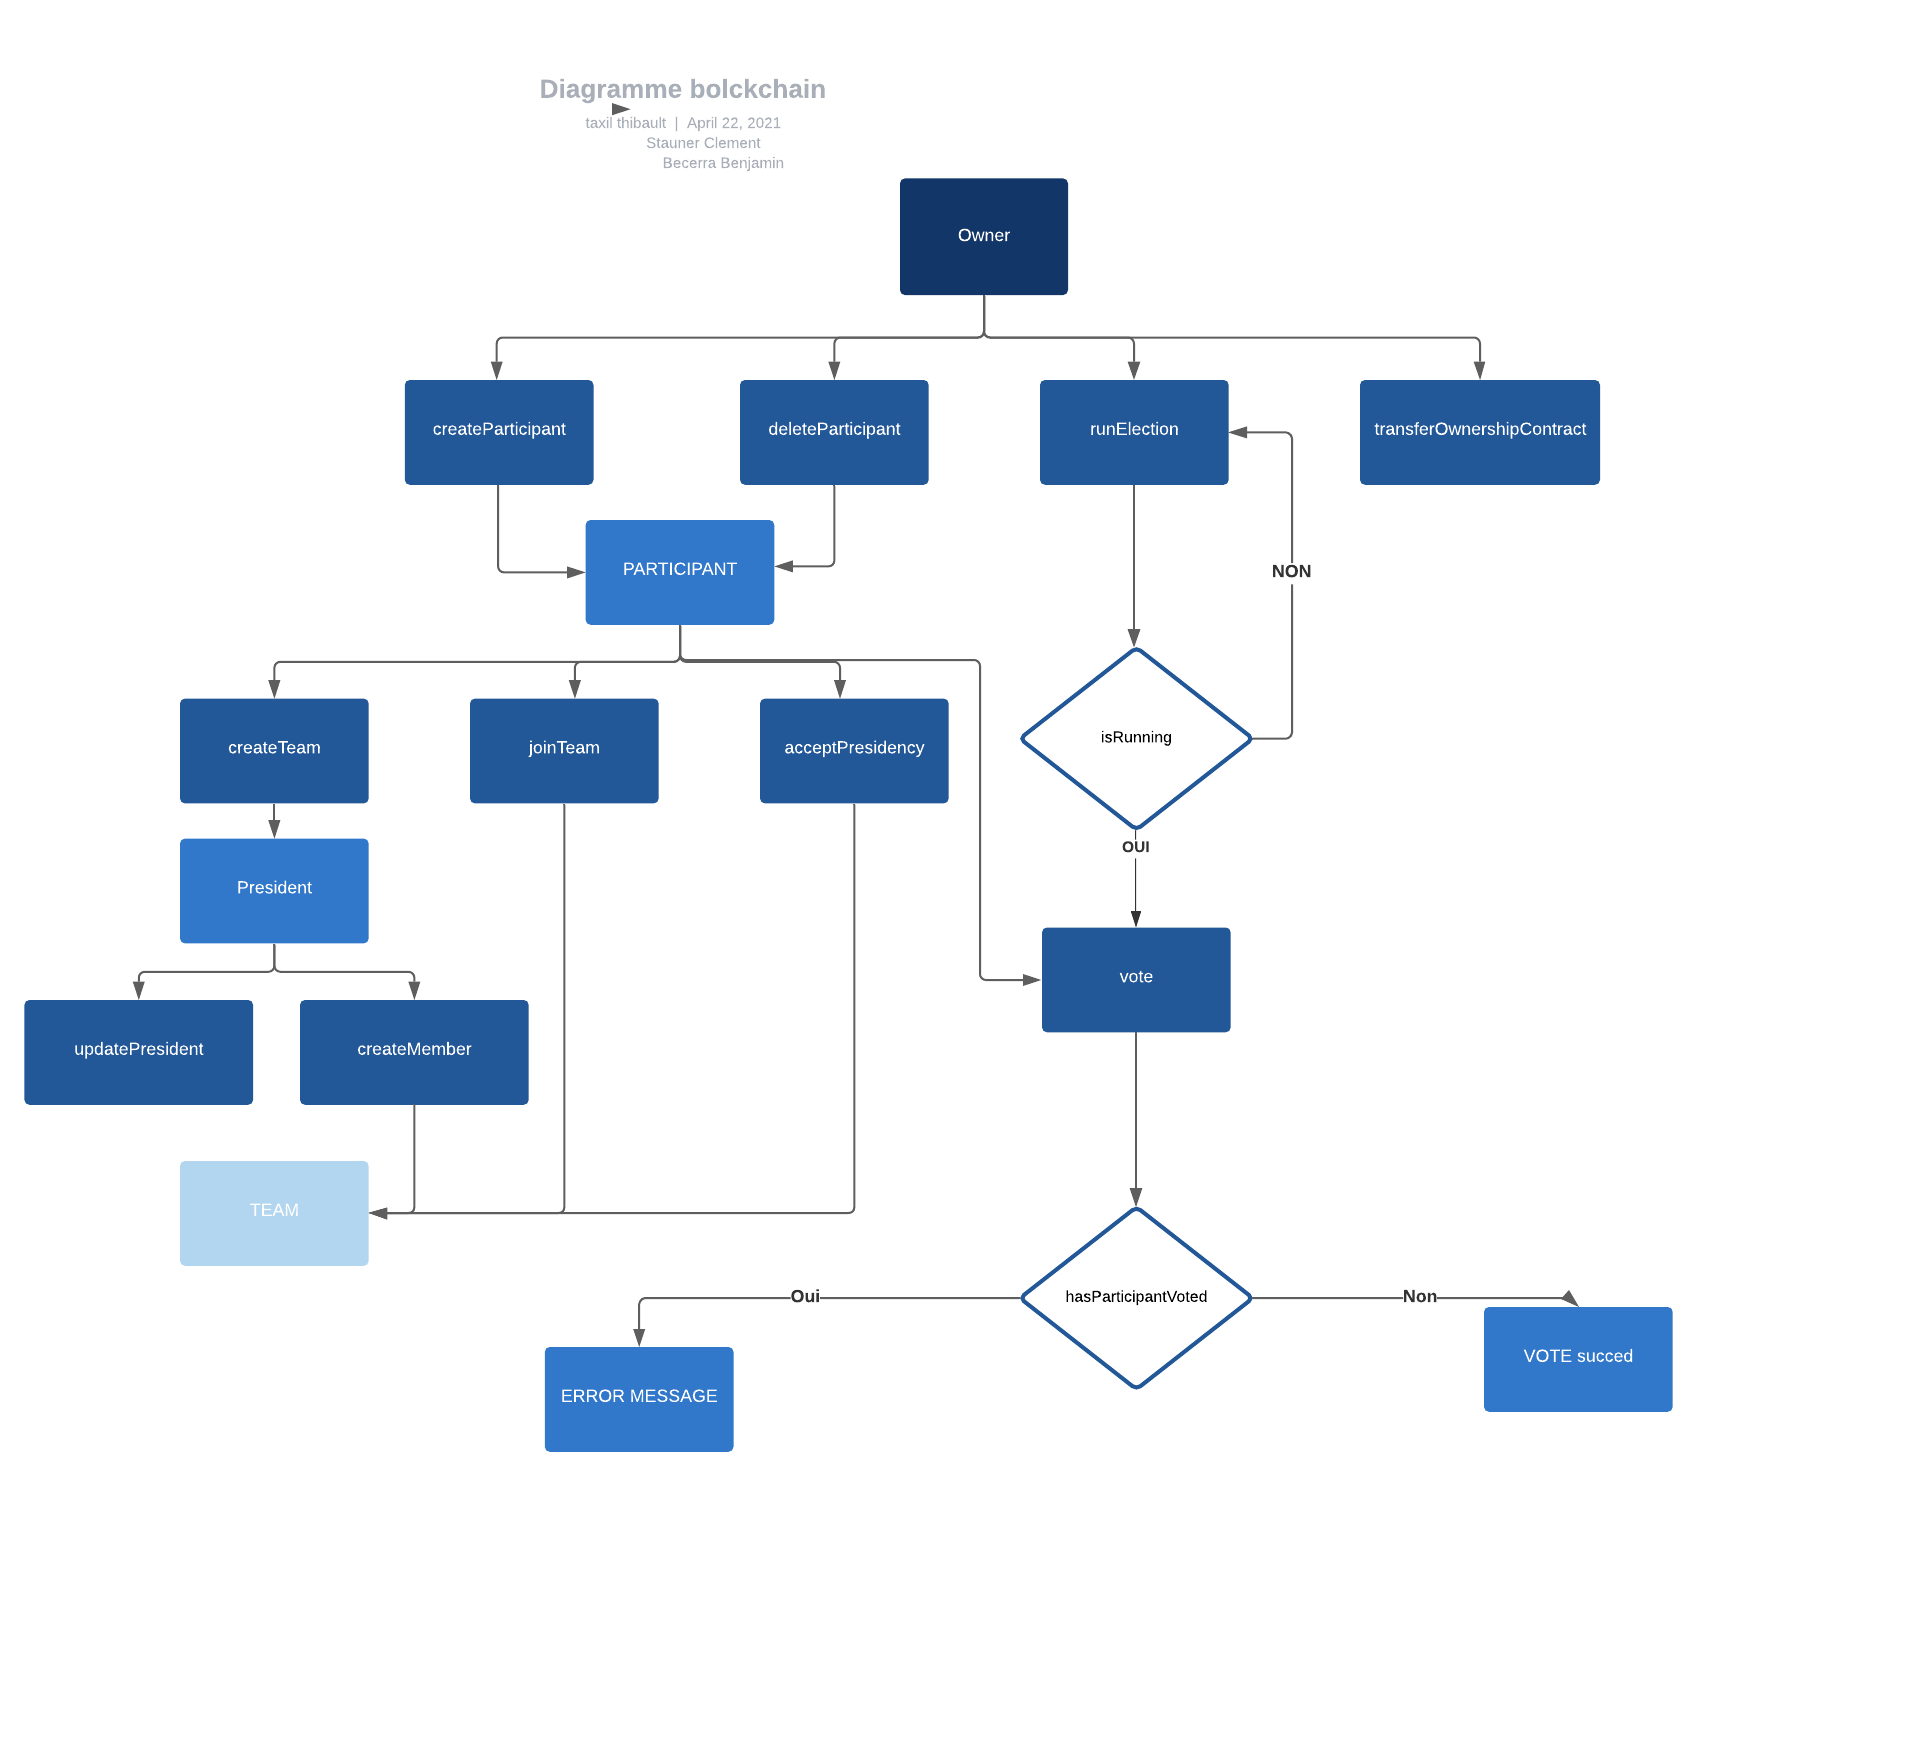 Diagramme bolckchain
taxil thibault | April 22, 2021
Stauner Clement
Becerra Benjamin
Owner
createParticipant
deleteParticipant
runElection
transferOwnershipContract
PARTICIPANT
NON
createTeam
joinTeam
acceptPresidency
isRunning
OUI
President
vote
updatePresident
createMember
TEAM
Oui
hasParticipantVoted
Non
VOTE succed
ERROR MESSAGE